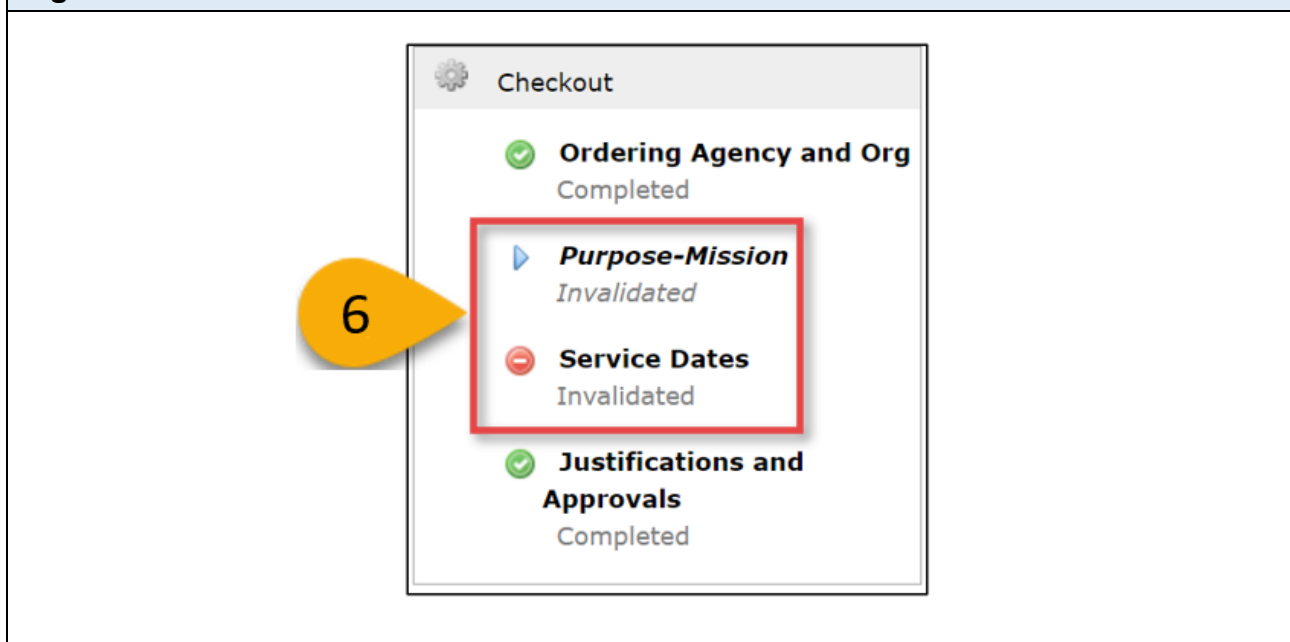 Checkout
Ordering Agency and Org
Completed
Purpose-Mission
Invalidated
6
Service Dates
Invalidated
Justifications and
Approvals
Completed